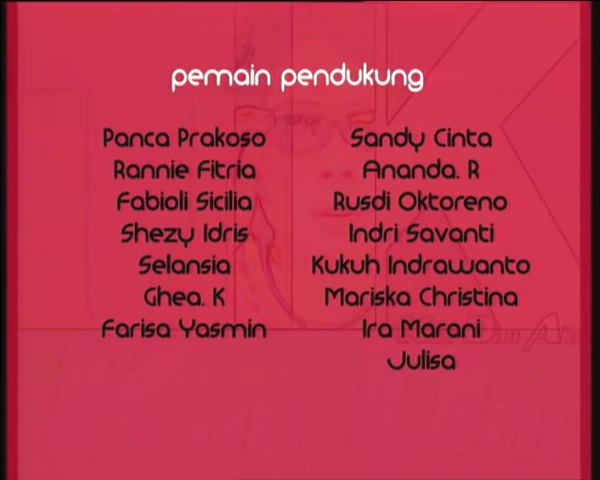 pemain pendukung
Panca Prakoso
Rannie Fitria
Fabioli Sicilia
Shezy Idris
Selansia
Ghea. K
Farisa Yasmin
Sandy Cinta
Ananda. R
Rusdi Oktoreno
Indri Savanti
Kukuh Indrawanto
Mariska Christina
Ira Marani
Julisa